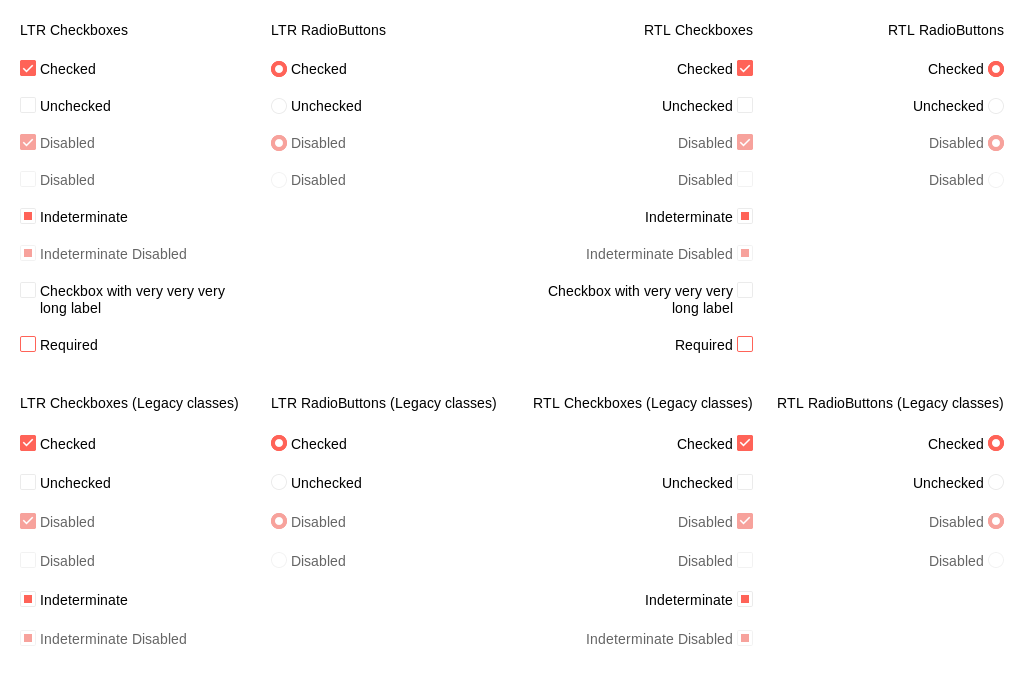 LTR Checkboxes
Checked
Unchecked
Disabled
Disabled
Indeterminate
Indeterminate Disabled
Checkbox with very very very
long label
Required
LTR RadioButtons
Checked
Unchecked
Disabled
Disabled
RTL Checkboxes
Checked
Unchecked
Disabled
Disabled
Indeterminate
Indeterminate Disabled
Checkbox with very very very
long label
Required
RTL RadioButtons
Checked
Unchecked
Disabled
Disabled
LTR Checkboxes (Legacy classes)
Checked
Unchecked
Disabled
Disabled
Indeterminate
Indeterminate Disabled
LTR RadioButtons (Legacy classes)
Checked
Unchecked
Disabled
Disabled
RTL Checkboxes (Legacy classes)
Checked
Unchecked
Disabled
Disabled
Indeterminate
Indeterminate Disabled
RTL RadioButtons (Legacy classes)
Checked
Unchecked
Disabled
Disabled